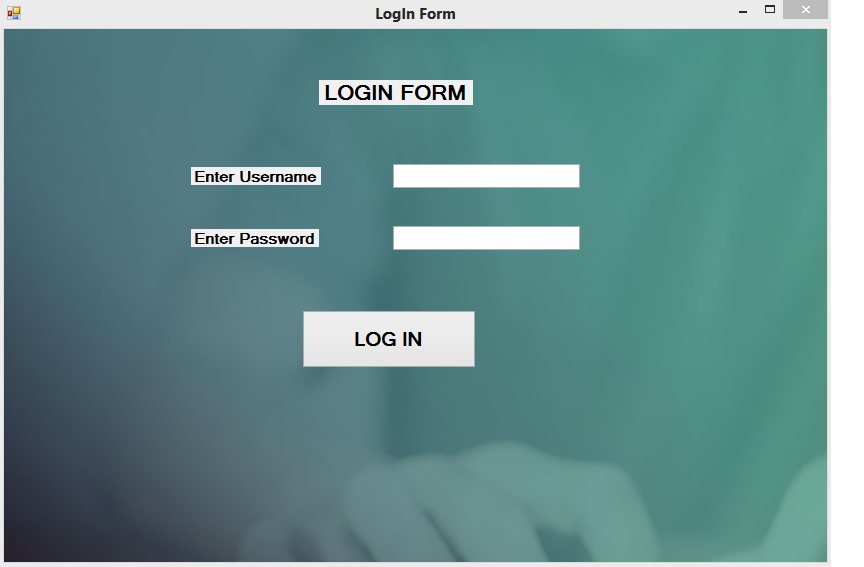 LogIn Form
LOGIN FORM
Enter Username
Enter Password
LOG IN